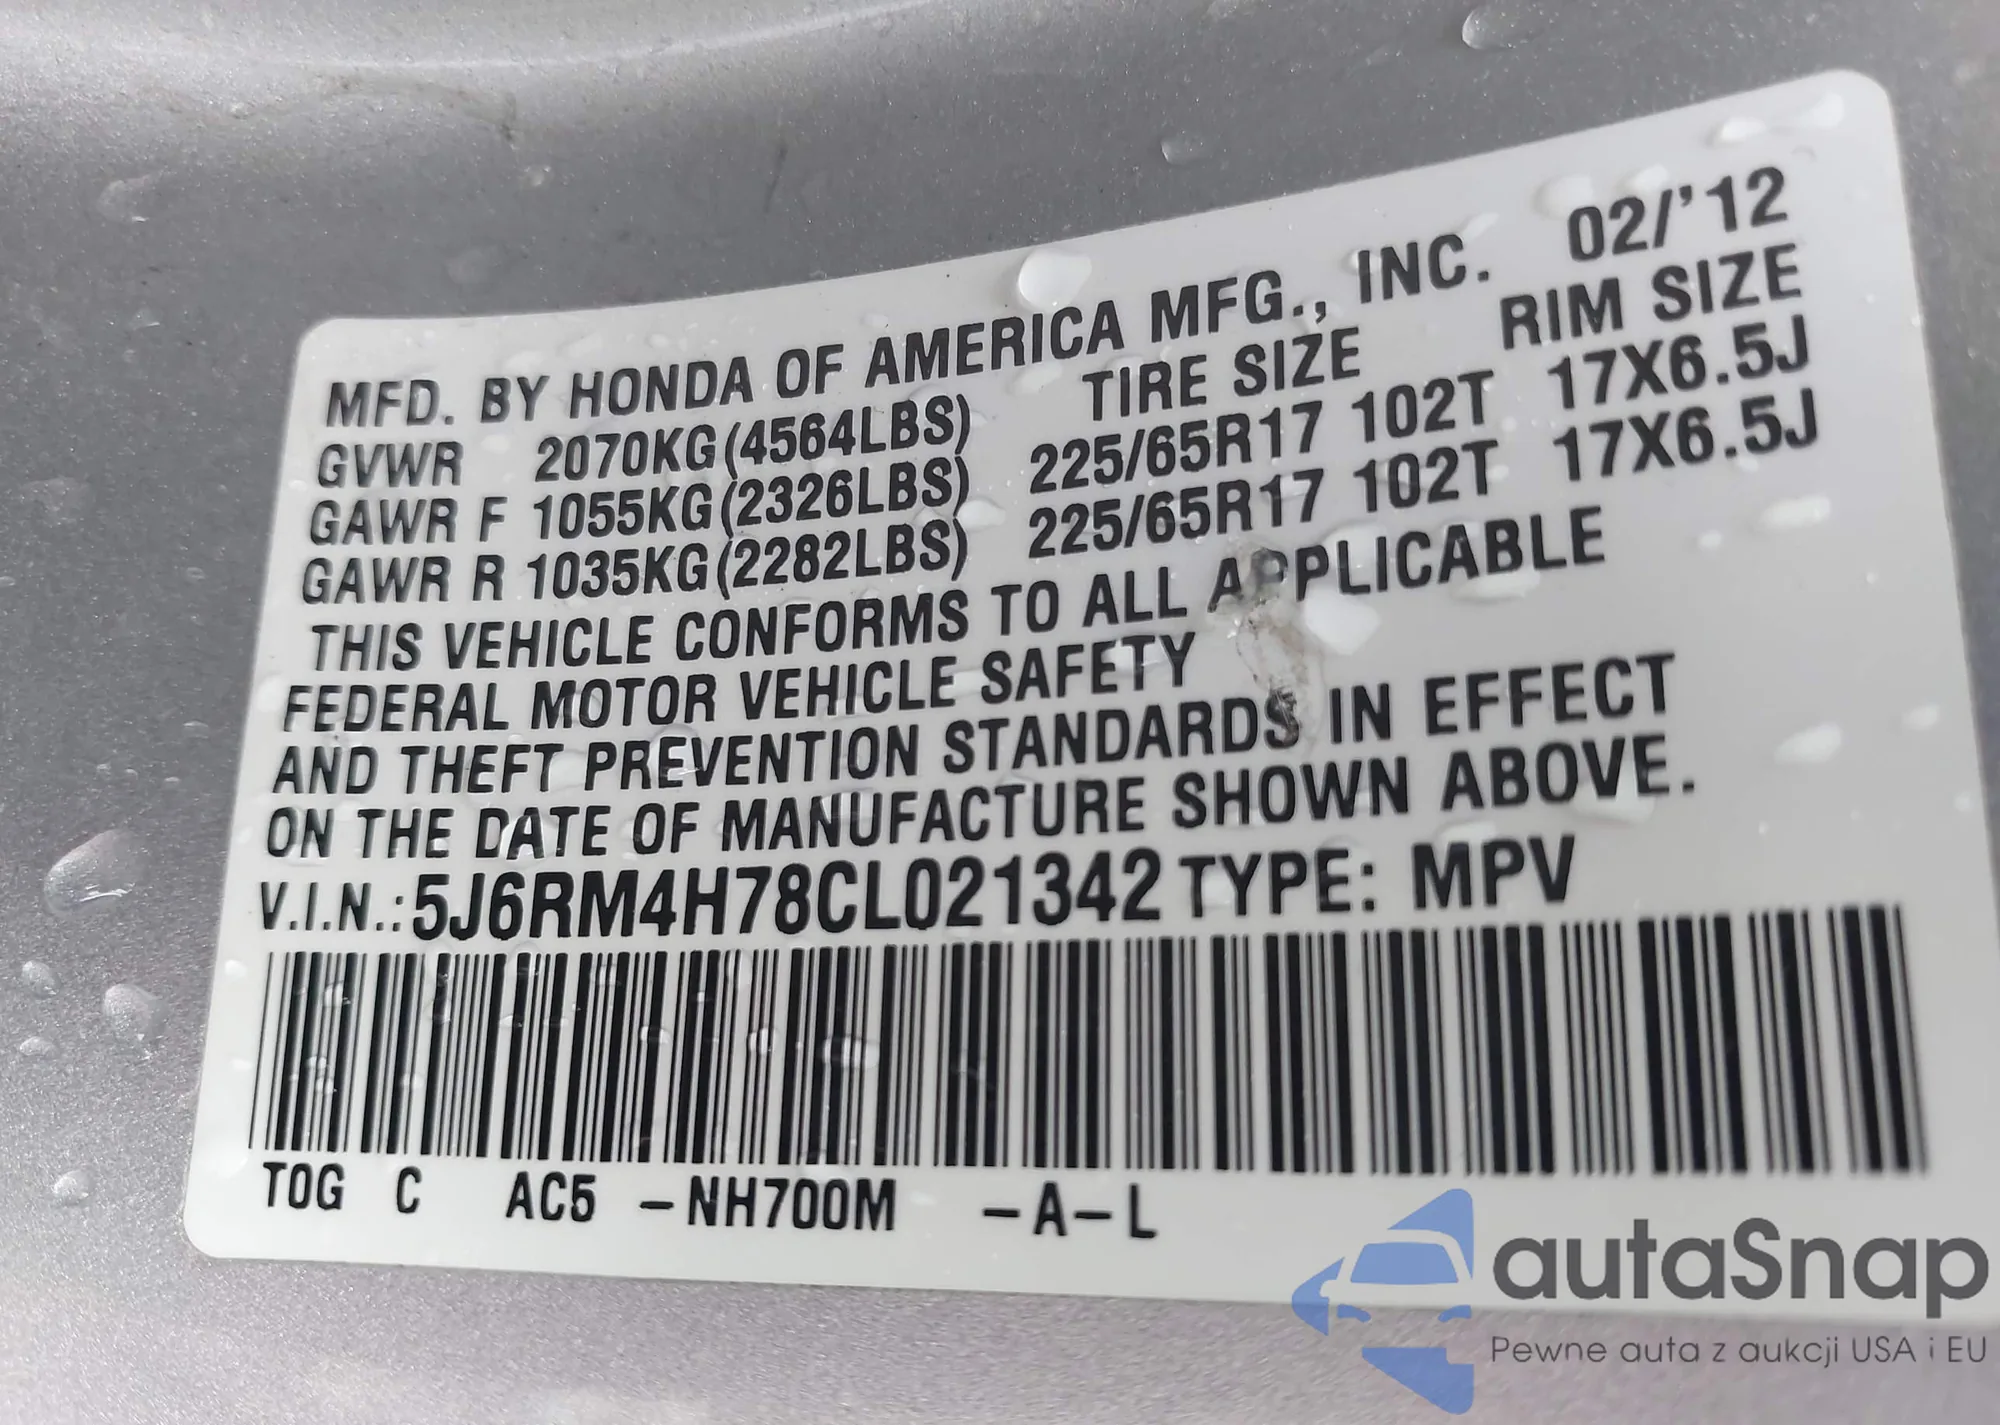 MFD. BY HONDA OF AMERICA MFG., INC. 02/'12
TIRE SIZE RIM SIZE
GVWR 2070KG(4564LBS)
GAWR F 1055KG(2326LBS) 225/65R17 102T 17X6.5J
GAWR R 1035KG(2282LBS) 225/65R17 102T 17X6.5J
THIS VEHICLE CONFORMS TO ALL APPLICABLE
FEDERAL MOTOR VEHICLE SAFETY
AND THEFT PREVENTION STANDARDS IN EFFECT
ON THE DATE OF MANUFACTURE SHOWN ABOVE.
V.I.N.:5J6RM4H78CL021342 TYPE: MPV
TOG C AC5 -NH700M -A-L
autaSnap
Pewne auta z aukcji USA i EU